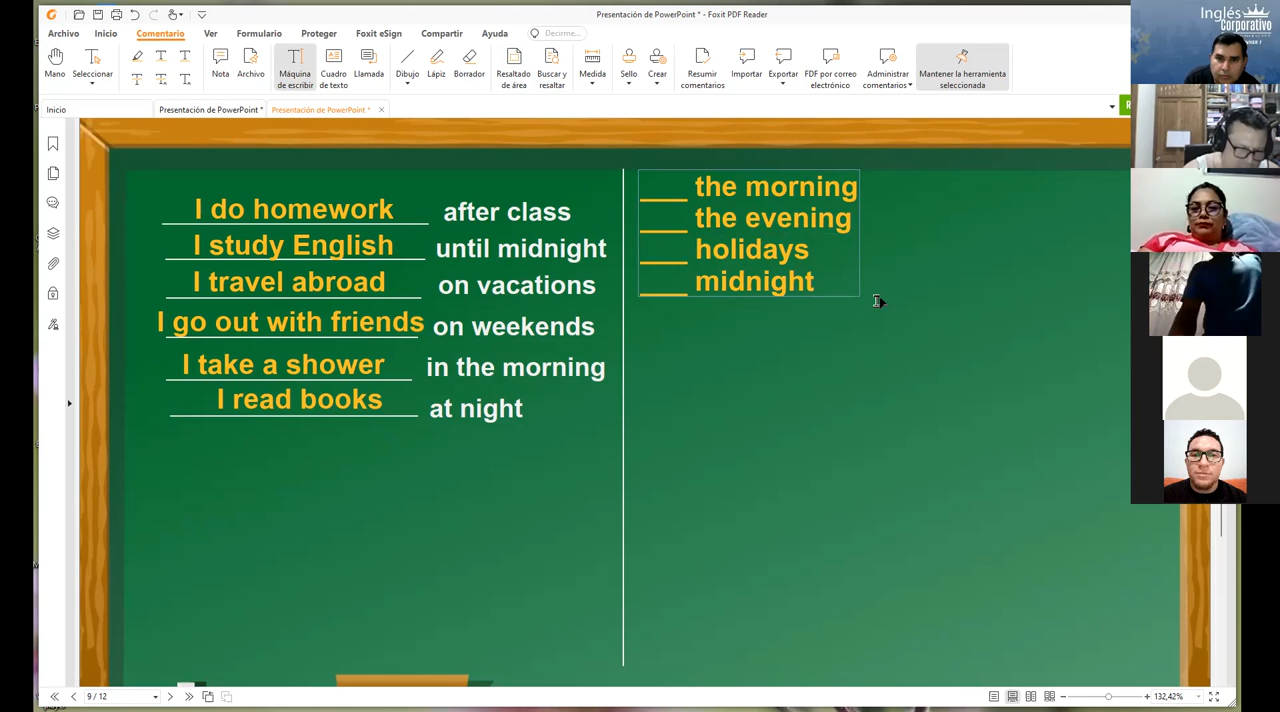 Presentación de PowerPoint * - Foxit PDF Reader
Inglés
Corporativo
Archivo Inicio Comentario Ver Formulario Proteger Foxit eSign Compartir Ayuda Decirme...
Mano
Seleccionar
Nota
Archivo
Máquina de escribir
Cuadro de texto
Llamada
Dibujo
Lápiz
Borrador
Resaltado de área
Buscar y resaltar
Medida
Sello
Crear
Resumir comentarios
Importar
Exportar
FDF por correo electrónico
Administrar comentarios
Mantener la herramienta seleccionada
Inicio
Presentación de PowerPoint *
Presentación de PowerPoint *
I do homework after class
I study English until midnight
I travel abroad on vacations
I go out with friends on weekends
I take a shower in the morning
I read books at night
___ the morning
___ the evening
___ holidays
___ midnight
9 / 12
132,42%